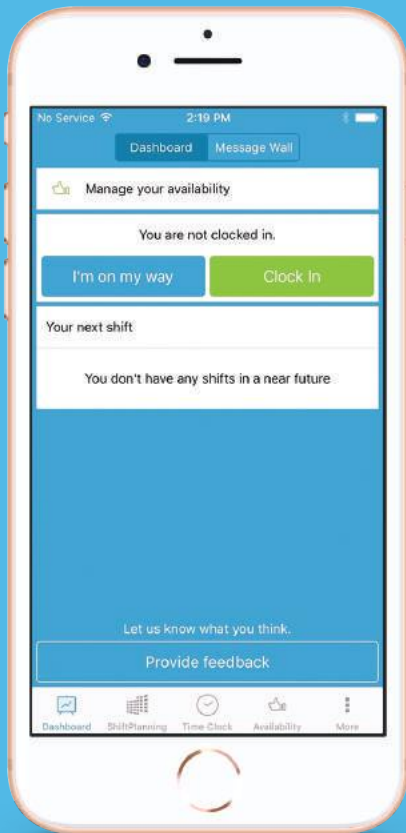 No Service 2:19 PM
Dashboard Message Wall
Manage your availability
You are not clocked in.
I'm on my way Clock In
Your next shift
You don't have any shifts in a near future
Let us know what you think.
Provide feedback
Dashboard ShiftPlanning Time Clock Availability More